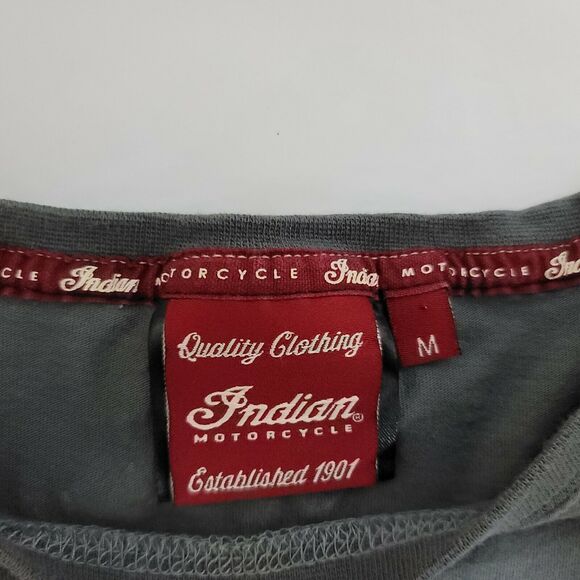 CLE Indian MOTORCYCLE Indian MOTORCYCLE Indian
Quality Clothing
Indian®
MOTORCYCLE
Established 1901
M